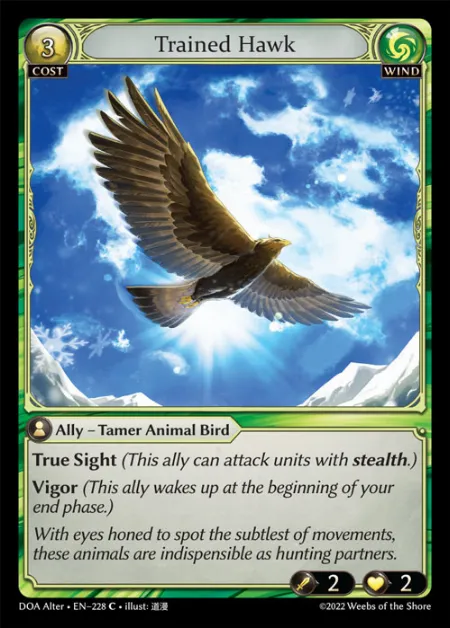 3
Trained Hawk
COST
WIND
Ally – Tamer Animal Bird
True Sight (This ally can attack units with stealth.)
Vigor (This ally wakes up at the beginning of your
end phase.)
With eyes honed to spot the subtlest of movements,
these animals are indispensible as hunting partners.
2
2
DOA Alter • EN–228 C • illust: 道漫
©2022 Weebs of the Shore